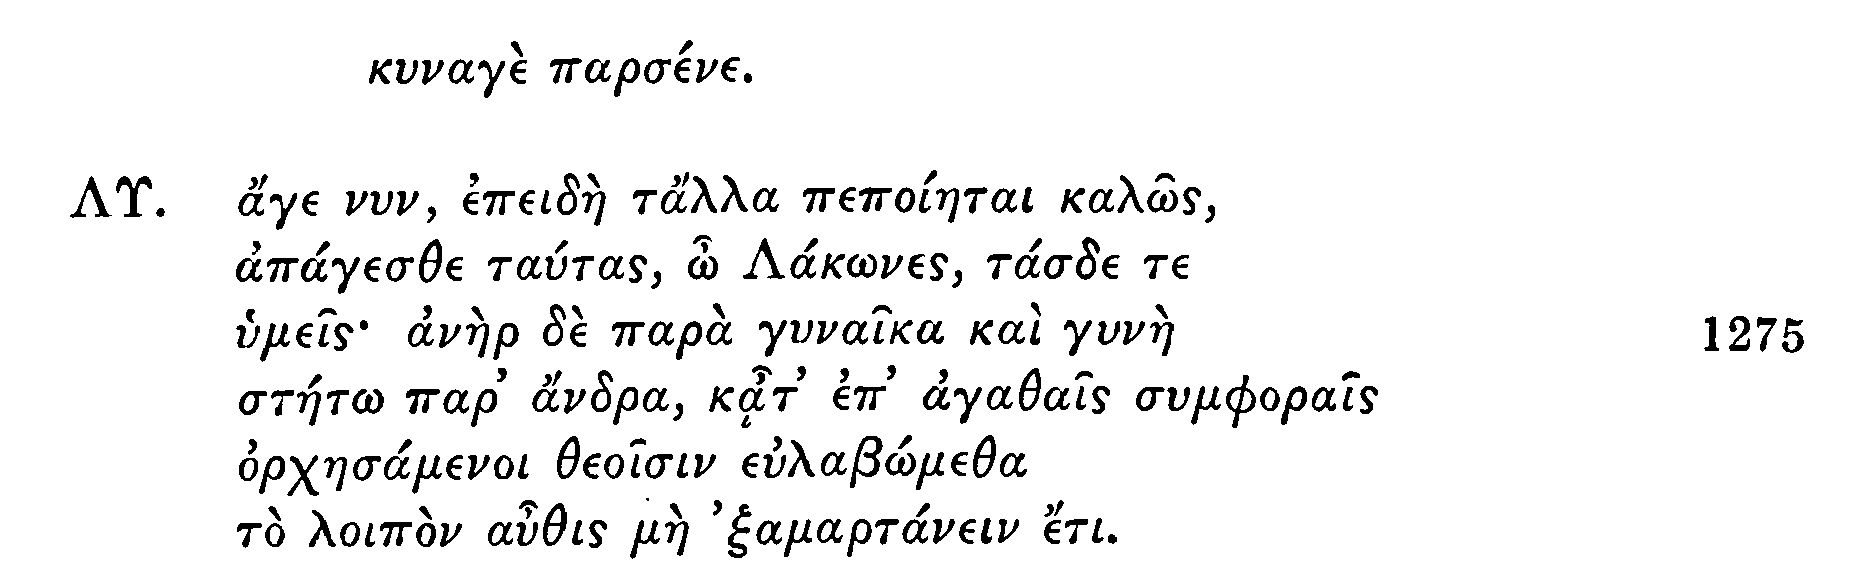 κυναγὲ παρσένε.
ΛΥ. ἄγε νυν, ἐπειδὴ τἄλλα πεποίηται καλῶς,
ἀπάγεσθε ταύτας, ὦ Λάκωνες, τάσδε τε
ὑμεῖς· ἀνὴρ δὲ παρὰ γυναῖκα καὶ γυνὴ 1275
στήτω παρ' ἄνδρα, κᾆτ' ἐπ' ἀγαθαῖς συμφοραῖς
ὀρχησάμενοι θεοῖσιν εὐλαβώμεθα
τὸ λοιπὸν αὖθις μὴ 'ξαμαρτάνειν ἔτι.